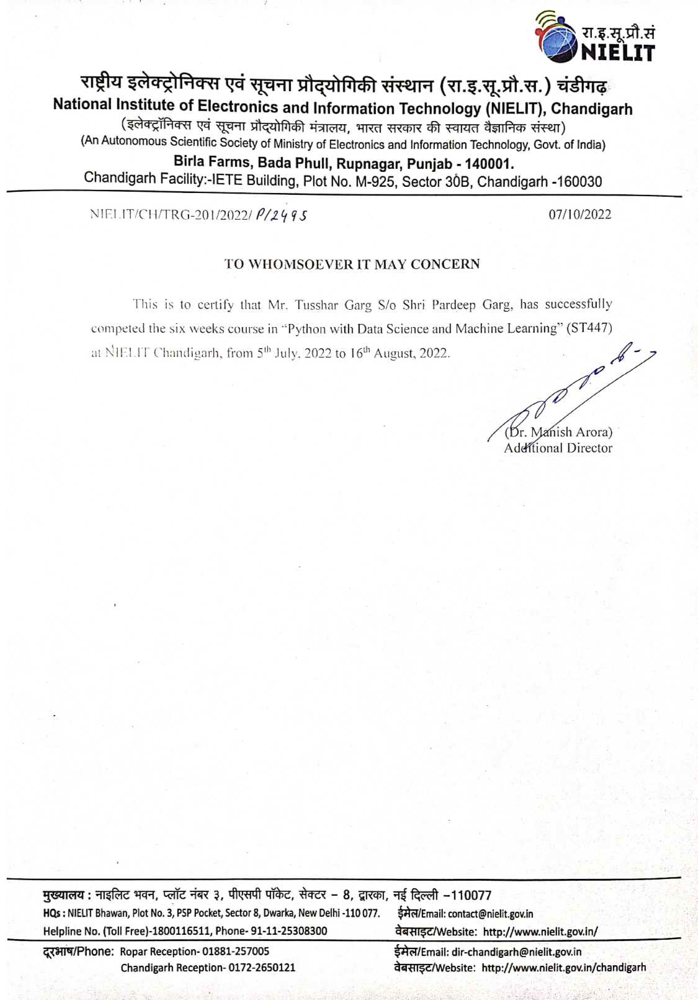 रा.इ.सू.प्रौ.सं
NIELIT
राष्ट्रीय इलेक्ट्रोनिक्स एवं सूचना प्रौद्योगिकी संस्थान (रा.इ.सू.प्रौ.स.) चंडीगढ़
National Institute of Electronics and Information Technology (NIELIT), Chandigarh
(इलेक्ट्रॉनिक्स एवं सूचना प्रौद्योगिकी मंत्रालय, भारत सरकार की स्वायत वैज्ञानिक संस्था)
(An Autonomous Scientific Society of Ministry of Electronics and Information Technology, Govt. of India)
Birla Farms, Bada Phull, Rupnagar, Punjab - 140001.
Chandigarh Facility:-IETE Building, Plot No. M-925, Sector 30B, Chandigarh -160030
NIELIT/CH/TRG-201/2022/ P/2495 07/10/2022
TO WHOMSOEVER IT MAY CONCERN
This is to certify that Mr. Tusshar Garg S/o Shri Pardeep Garg, has successfully
competed the six weeks course in “Python with Data Science and Machine Learning” (ST447)
at NIELIT Chandigarh, from 5th July, 2022 to 16th August, 2022.
(Dr. Manish Arora)
Additional Director
मुख्यालय : नाइलिट भवन, प्लॉट नंबर ३, पीएसपी पॉकेट, सेक्टर – 8, द्वारका, नई दिल्ली –110077
HQs : NIELIT Bhawan, Plot No. 3, PSP Pocket, Sector 8, Dwarka, New Delhi -110 077. ईमेल/Email: contact@nielit.gov.in
Helpline No. (Toll Free)-1800116511, Phone- 91-11-25308300 वेबसाइट/Website: http://www.nielit.gov.in/
दूरभाष/Phone: Ropar Reception- 01881-257005 ईमेल/Email: dir-chandigarh@nielit.gov.in
Chandigarh Reception- 0172-2650121 वेबसाइट/Website: http://www.nielit.gov.in/chandigarh